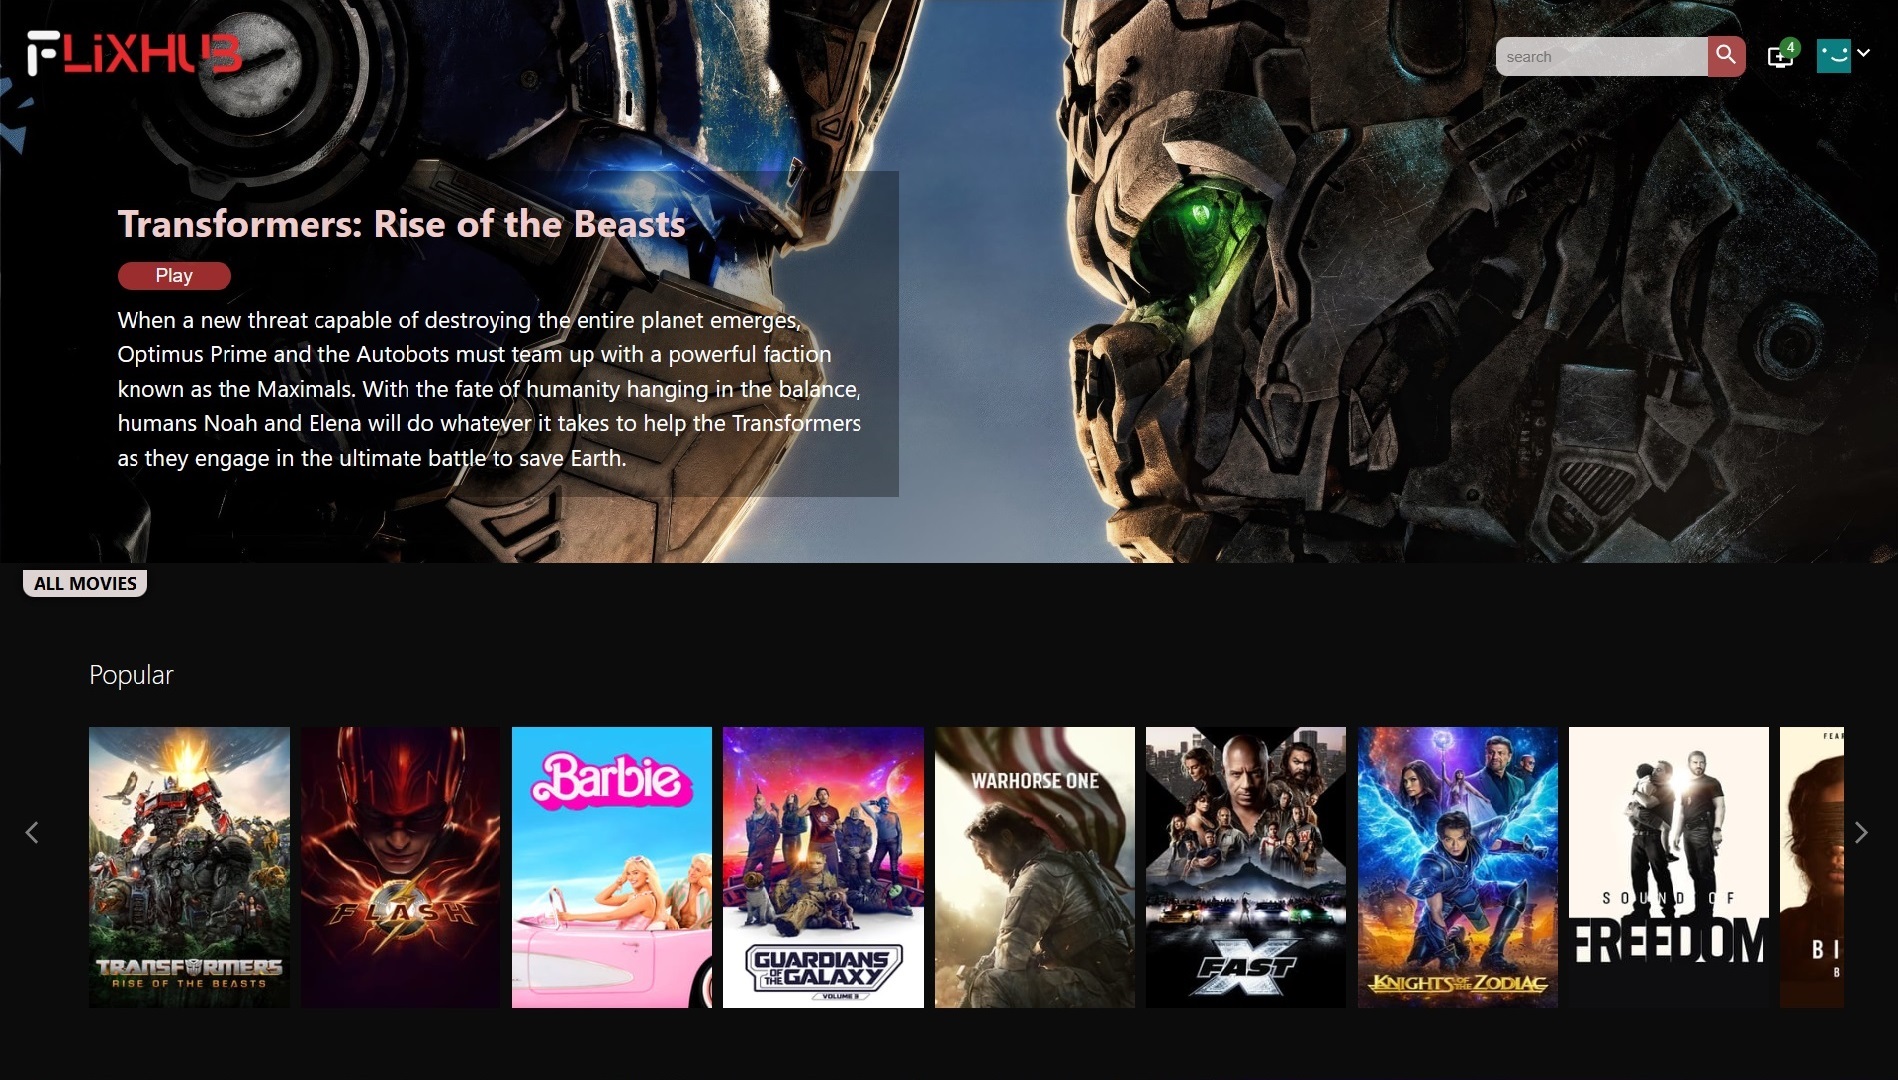 FLiXHUB
search
4
Transformers: Rise of the Beasts
Play
When a new threat capable of destroying the entire planet emerges,
Optimus Prime and the Autobots must team up with a powerful faction
known as the Maximals. With the fate of humanity hanging in the balance,
humans Noah and Elena will do whatever it takes to help the Transformers
as they engage in the ultimate battle to save Earth.
ALL MOVIES
Popular
TRANSFORMERS
RISE OF THE BEASTS
FLASH
Barbie
GUARDIANS
OF THE GALAXY
VOLUME 3
WARHORSE ONE
FAST X
KNIGHTS OF THE ZODIAC
SOUND OF
FREEDOM
FEAR
BI
B